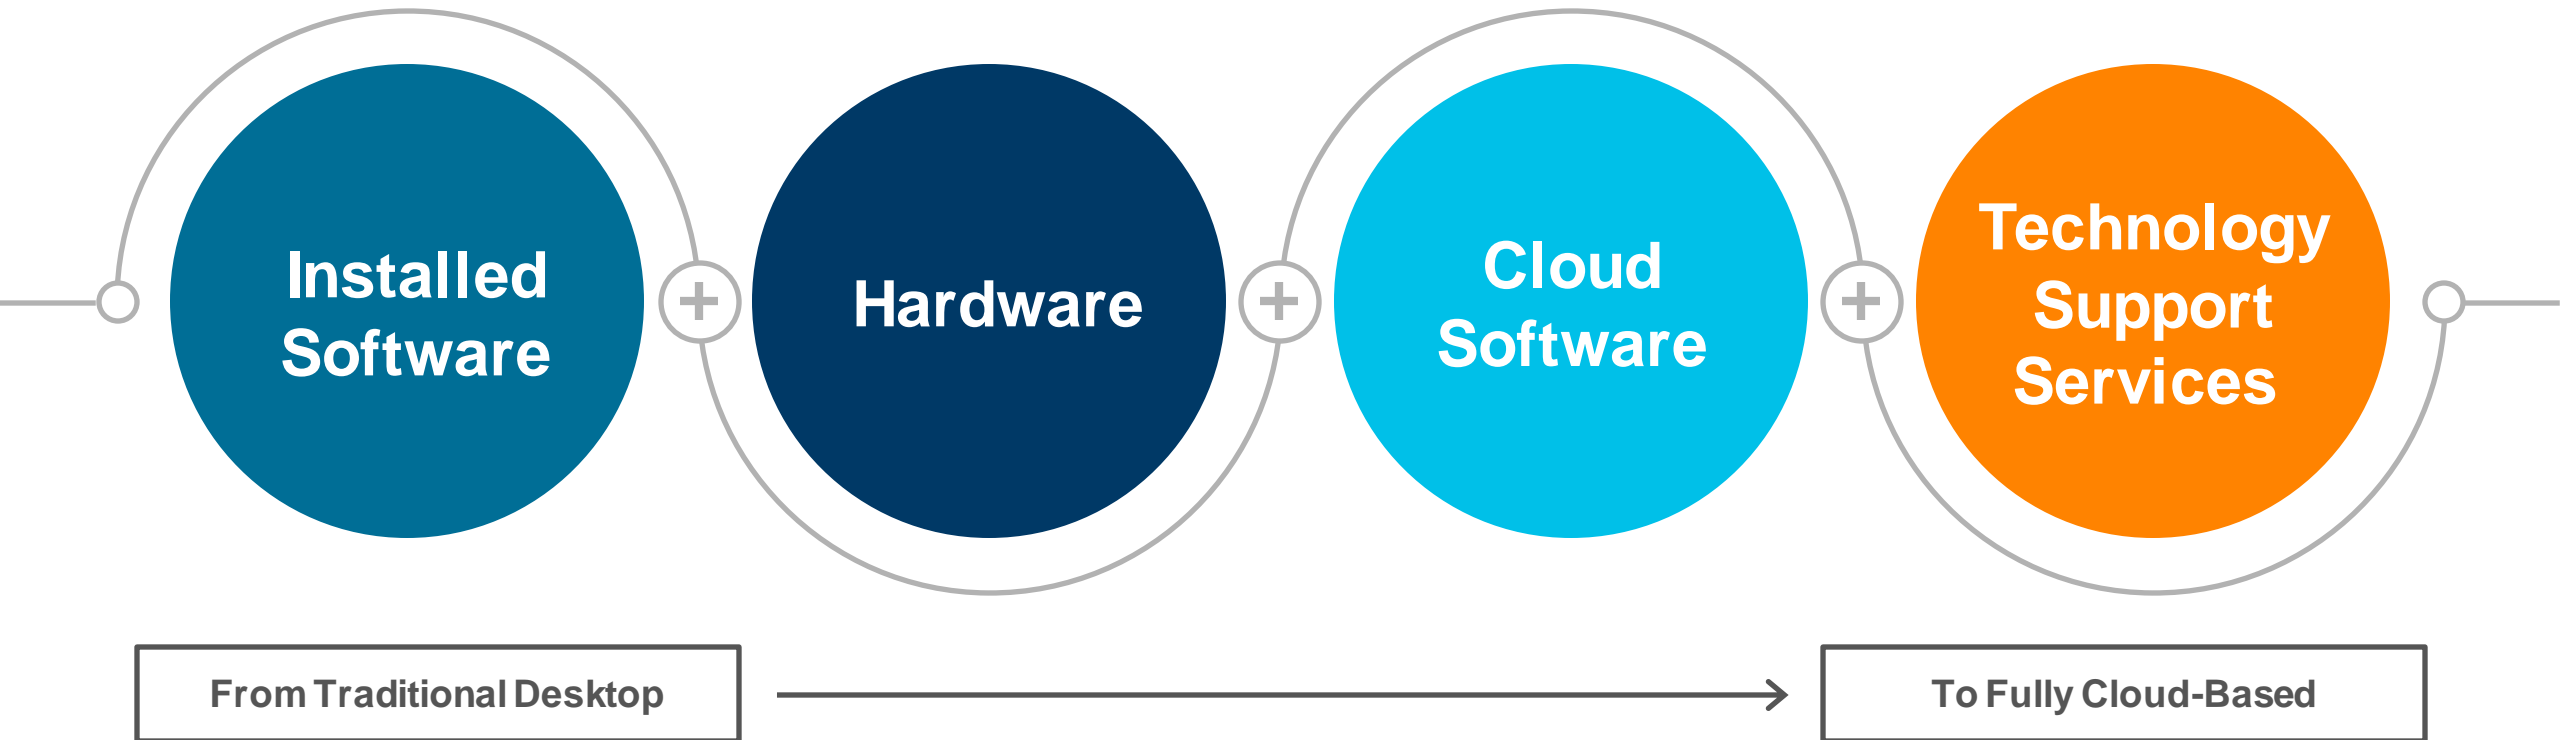 Installed
Software
+
Hardware
+
Cloud
Software
+
Technology
Support
Services
From Traditional Desktop
To Fully Cloud-Based